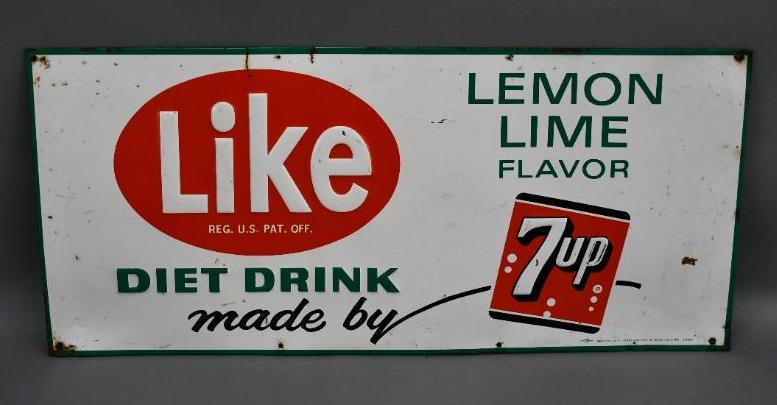 Like
REG. U.S. PAT. OFF.
DIET DRINK
made by
LEMON
LIME
FLAVOR
7up